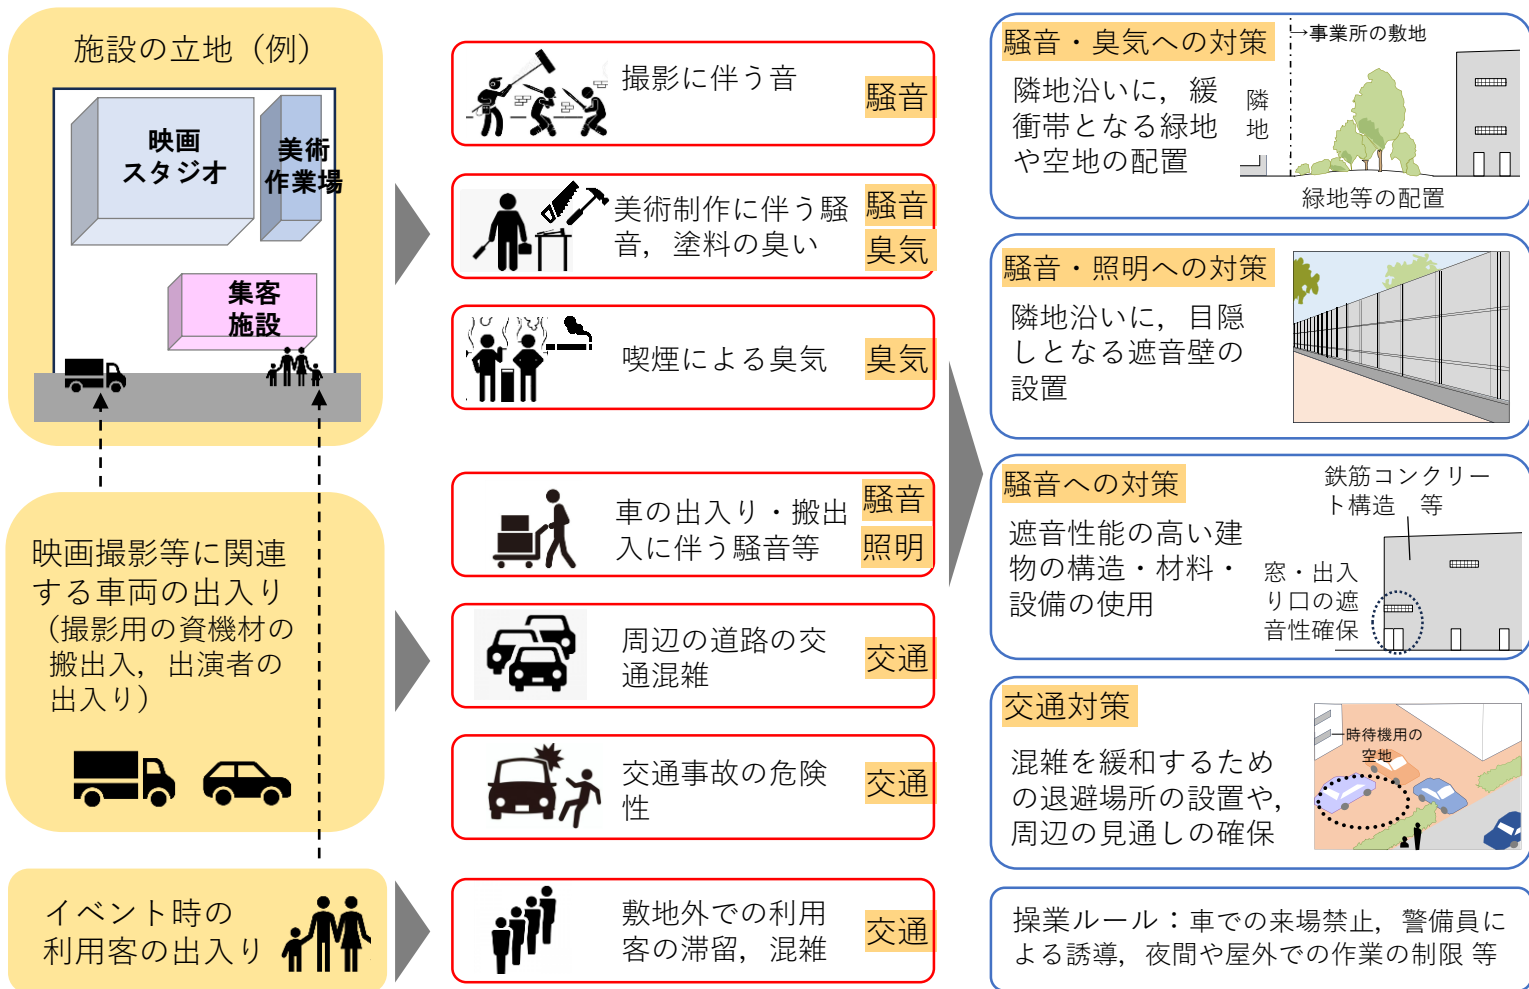 施設の立地（例）
映画
スタジオ
美術
作業場
集客
施設
映画撮影等に関連
する車両の出入り
（撮影用の資機材の
搬出入，出演者の
出入り）
イベント時の
利用客の出入り
撮影に伴う音
騒音
美術制作に伴う騒
音，塗料の臭い
騒音
臭気
喫煙による臭気
臭気
車の出入り・搬出
入に伴う騒音等
騒音
照明
周辺の道路の交
通混雑
交通
交通事故の危険
性
交通
敷地外での利用
客の滞留，混雑
交通
騒音・臭気への対策
隣地沿いに，緩
衝帯となる緑地
や空地の配置
→事業所の敷地
隣
地
緑地等の配置
騒音・照明への対策
隣地沿いに，目隠
しとなる遮音壁の
設置
騒音への対策
遮音性能の高い建
物の構造・材料・
設備の使用
鉄筋コンクリー
ト構造　等
窓・出入
り口の遮
音性確保
交通対策
混雑を緩和するため
の退避場所の設置や，
周辺の見通しの確保
一時待機用の
空地
操業ルール：車での来場禁止，警備員に
よる誘導，夜間や屋外での作業の制限 等